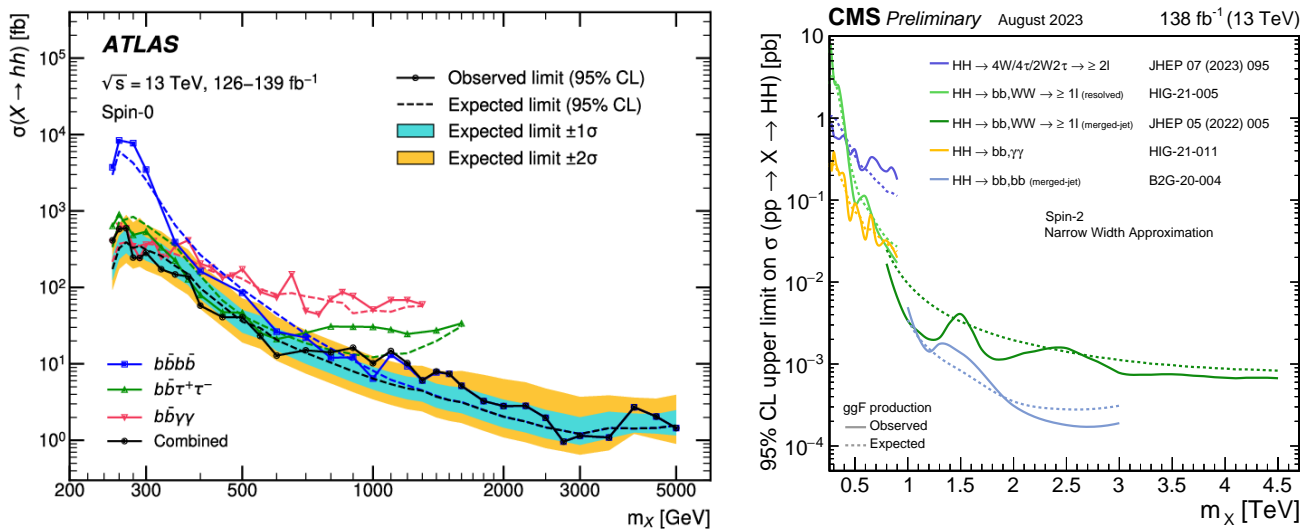 ATLAS
√s = 13 TeV, 126–139 fb⁻¹
Spin-0
Observed limit (95% CL)
Expected limit (95% CL)
Expected limit ±1σ
Expected limit ±2σ
bb̄bb̄
bb̄τ⁺τ⁻
bb̄γγ
Combined
σ(X → hh) [fb]
10⁵
10⁴
10³
10²
10¹
10⁰
200 300 500 1000 2000 3000 5000
m_X [GeV]
CMS Preliminary August 2023 138 fb⁻¹ (13 TeV)
95% CL upper limit on σ (pp → X → HH) [pb]
10
1
10⁻¹
10⁻²
10⁻³
10⁻⁴
HH → 4W/4τ/2W2τ → ≥ 2l JHEP 07 (2023) 095
HH → bb,WW → ≥ 1l (resolved) HIG-21-005
HH → bb,WW → ≥ 1l (merged-jet) JHEP 05 (2022) 005
HH → bb,γγ HIG-21-011
HH → bb,bb (merged-jet) B2G-20-004
Spin-2
Narrow Width Approximation
ggF production
Observed
Expected
0.5 1 1.5 2 2.5 3 3.5 4 4.5
m_X [TeV]